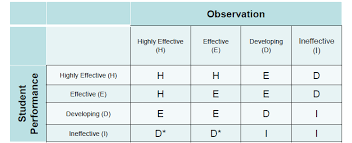 Observation
Highly Effective (H) Effective (E) Developing (D) Ineffective (I)
Student Performance
Highly Effective (H) H H E D
Effective (E) H E E D
Developing (D) E E D I
Ineffective (I) D* D* I I